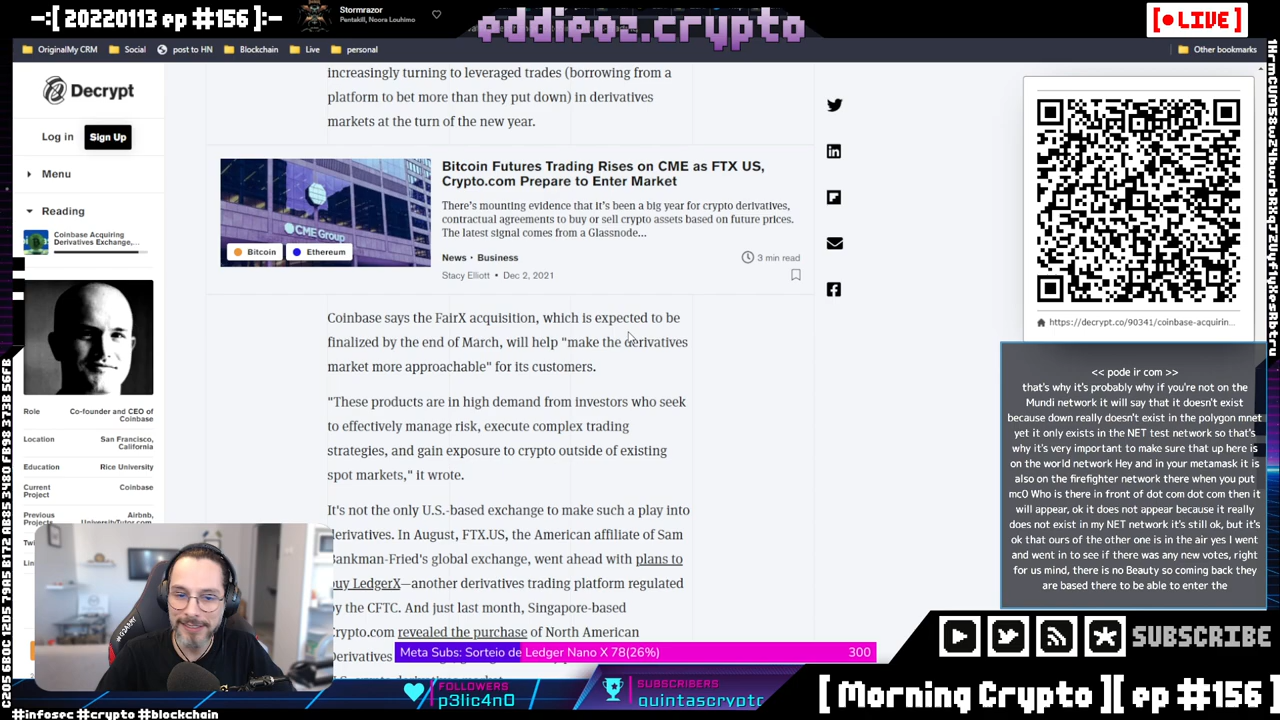 -:[ 20220113 ep #156 ]:-
Stormrazor
Pentakill, Noora Louhimo
eddieoz.crypto
[• LIVE]
OriginalMy CRM
Social
post to HN
Blockchain
Live
personal
Other bookmarks
Decrypt
Log in
Sign Up
Menu
Reading
Coinbase Acquiring
Derivatives Exchange,...
Role
Co-founder and CEO of
Coinbase
Location
San Francisco,
California
Education
Rice University
Current
Project
Coinbase
Previous
Projects
Airbnb,
increasingly turning to leveraged trades (borrowing from a
platform to bet more than they put down) in derivatives
markets at the turn of the new year.
CME Group
Bitcoin
Ethereum
Bitcoin Futures Trading Rises on CME as FTX US,
Crypto.com Prepare to Enter Market
There's mounting evidence that it's been a big year for crypto derivatives,
contractual agreements to buy or sell crypto assets based on future prices.
The latest signal comes from a Glassnode...
News • Business
3 min read
Stacy Elliott • Dec 2, 2021
Coinbase says the FairX acquisition, which is expected to be
finalized by the end of March, will help "make the derivatives
market more approachable" for its customers.
"These products are in high demand from investors who seek
to effectively manage risk, execute complex trading
strategies, and gain exposure to crypto outside of existing
spot markets," it wrote.
It's not the only U.S.-based exchange to make such a play into
derivatives. In August, FTX.US, the American affiliate of Sam
Bankman-Fried's global exchange, went ahead with plans to
buy LedgerX—another derivatives trading platform regulated
by the CFTC. And just last month, Singapore-based
Crypto.com revealed the purchase of North American
Derivatives
https://decrypt.co/90341/coinbase-acquirin...
<< pode ir com >>
that's why it's probably why if you're not on the
Mundi network it will say that it doesn't exist
because down really doesn't exist in the polygon mnet
yet it only exists in the NET test network so that's
why it's very important to make sure that up here is
on the world network Hey and in your metamask it is
also on the firefighter network there when you put
mc0 Who is there in front of dot com dot com then it
will appear, ok it does not appear because it really
does not exist in my NET network it's still ok, but it's
ok that ours of the other one is in the air yes I went
and went in to see if there was any new votes, right
for us mind, there is no Beauty so coming back they
are based there to be able to enter the
Meta Subs: Sorteio de Ledger Nano X 78(26%)
300
FOLLOWERS
p3lic4n0
SUBSCRIBERS
quintascrypto
SUBSCRIBE
[ Morning Crypto ][ ep #156 ]
#infosec #crypto #blockchain